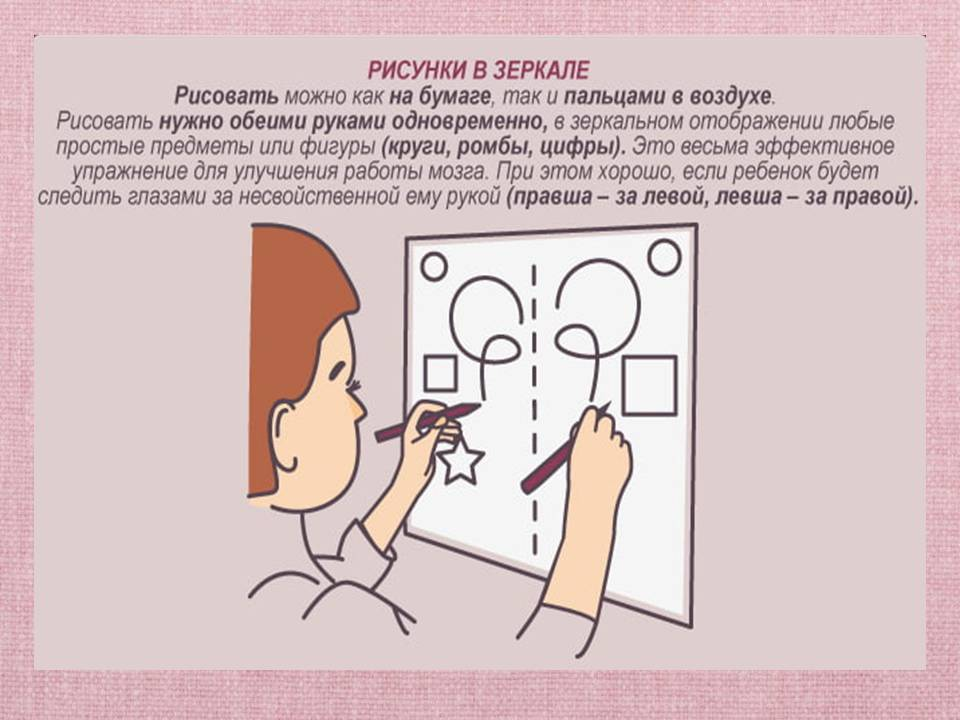 РИСУНКИ В ЗЕРКАЛЕ
Рисовать можно как на бумаге, так и пальцами в воздухе.
Рисовать нужно обеими руками одновременно, в зеркальном отображении любые
простые предметы или фигуры (круги, ромбы, цифры). Это весьма эффективное
упражнение для улучшения работы мозга. При этом хорошо, если ребенок будет
следить глазами за несвойственной ему рукой (правша – за левой, левша – за правой).